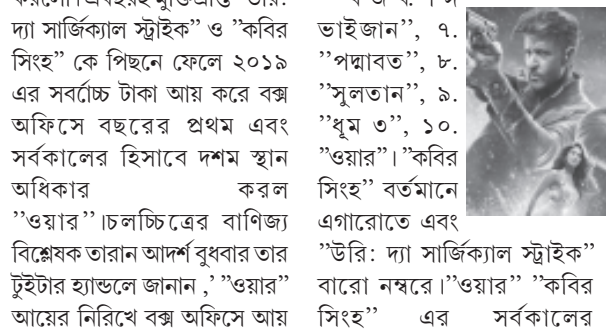 দ্যা সার্জিক্যাল স্ট্রাইক” ও ”কবির
সিংহ” কে পিছনে ফেলে ২০১৯
এর সর্বোচ্চ টাকা আয় করে বক্স
অফিসে বছরের প্রথম এবং
সর্বকালের হিসাবে দশম স্থান
অধিকার করল
’’ওয়ার’’।চলচ্চিত্রের বাণিজ্য
বিশ্লেষক তারান আদর্শ বুধবার তার
টুইটার হ্যান্ডলে জানান ,’ ”ওয়ার”
আয়ের নিরিখে বক্স অফিসে আয়
ভাইজান’’, ৭.
’’পদ্মাবত’’, ৮.
’’সুলতান’’, ৯.
’’ধূম ৩’’, ১০.
”ওয়ার”। ”কবির
সিংহ’’ বর্তমানে
এগারোতে এবং
’’উরি: দ্যা সার্জিক্যাল স্ট্রাইক’’
বারো নম্বরে।’’ওয়ার’’ ’’কবির
সিংহ’’ এর সর্বকালের